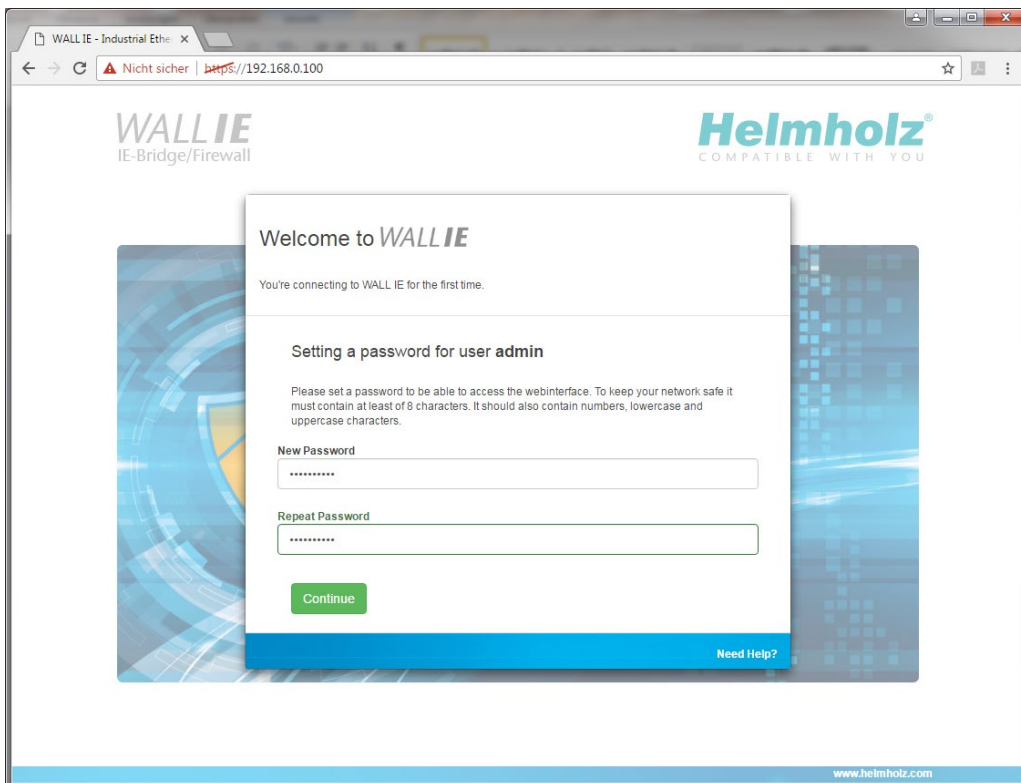 WALL IE - Industrial Ethe
Nicht sicher | https://192.168.0.100
WALL IE
IE-Bridge/Firewall
Helmholz®
COMPATIBLE WITH YOU
Welcome to WALL IE
You're connecting to WALL IE for the first time.
Setting a password for user admin
Please set a password to be able to access the webinterface. To keep your network safe it
must contain at least of 8 characters. It should also contain numbers, lowercase and
uppercase characters.
New Password
••••••••••
Repeat Password
••••••••••
Continue
Need Help?
www.helmholz.com